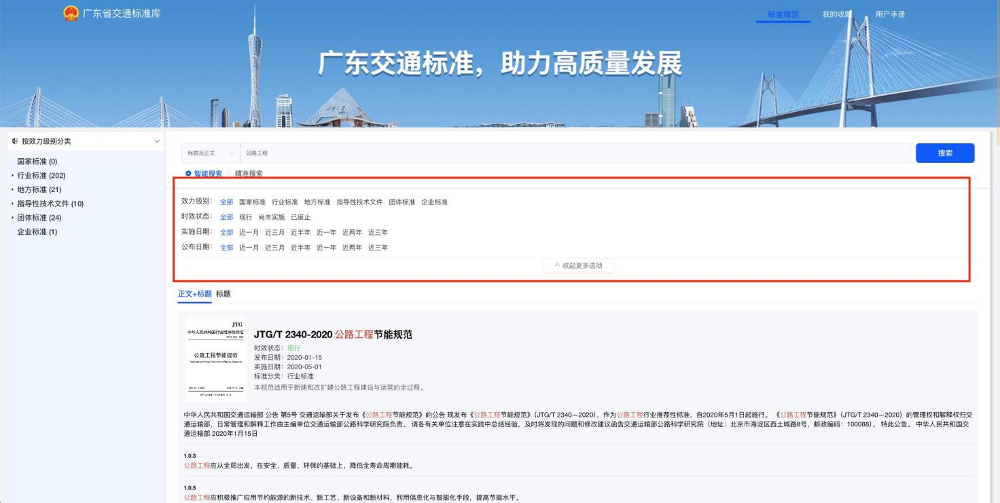 广东省交通标准库
标准规范 我的收藏 用户手册
广东交通标准，助力高质量发展
按效力级别分类
国家标准 (0)
行业标准 (202)
地方标准 (21)
指导性技术文件 (10)
团体标准 (24)
企业标准 (1)
标题及正文 公路工程 搜索
智能搜索 精准搜索
效力级别： 全部 国家标准 行业标准 地方标准 指导性技术文件 团体标准 企业标准
时效状态： 全部 现行 尚未实施 已废止
实施日期： 全部 近一月 近三月 近半年 近一年 近两年 近三年
公布日期： 全部 近一月 近三月 近半年 近一年 近两年 近三年
收起更多选项
正文+标题 标题
JTG
中华人民共和国行业推荐性标准
公路工程节能规范
JTG/T 2340-2020 公路工程节能规范
时效状态： 现行
发布日期： 2020-01-15
实施日期： 2020-05-01
标准分类： 行业标准
本规范适用于新建和改扩建公路工程建设与运营的全过程。
中华人民共和国交通运输部 公告 第5号 交通运输部关于发布《公路工程节能规范》的公告 现发布《公路工程节能规范》（JTG/T 2340—2020），作为公路工程行业推荐性标准，自2020年5月1日起施行。 《公路工程节能规范》（JTG/T 2340—2020）的管理权和解释权归交
通运输部，日常管理和解释工作由主编单位交通运输部公路科学研究院负责。 请各有关单位注意在实践中总结经验，及时将发现的问题和修改建议函告交通运输部公路科学研究院（地址：北京市海淀区西土城路8号，邮政编码：100088）。 特此公告。 中华人民共和国交
通运输部 2020年1月15日
1.0.3
公路工程应从全局出发，在安全、质量、环保的基础上，降低全寿命周期能耗。
1.0.5
公路工程应积极推广应用节约能源的新技术、新工艺、新设备和新材料，利用信息化与智能化手段，提高节能水平。